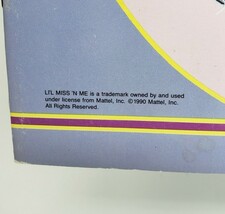 LI'L MISS 'N ME is a trademark owned by and used
under license from Mattel, Inc. ©1990 Mattel, Inc.
All Rights Reserved.